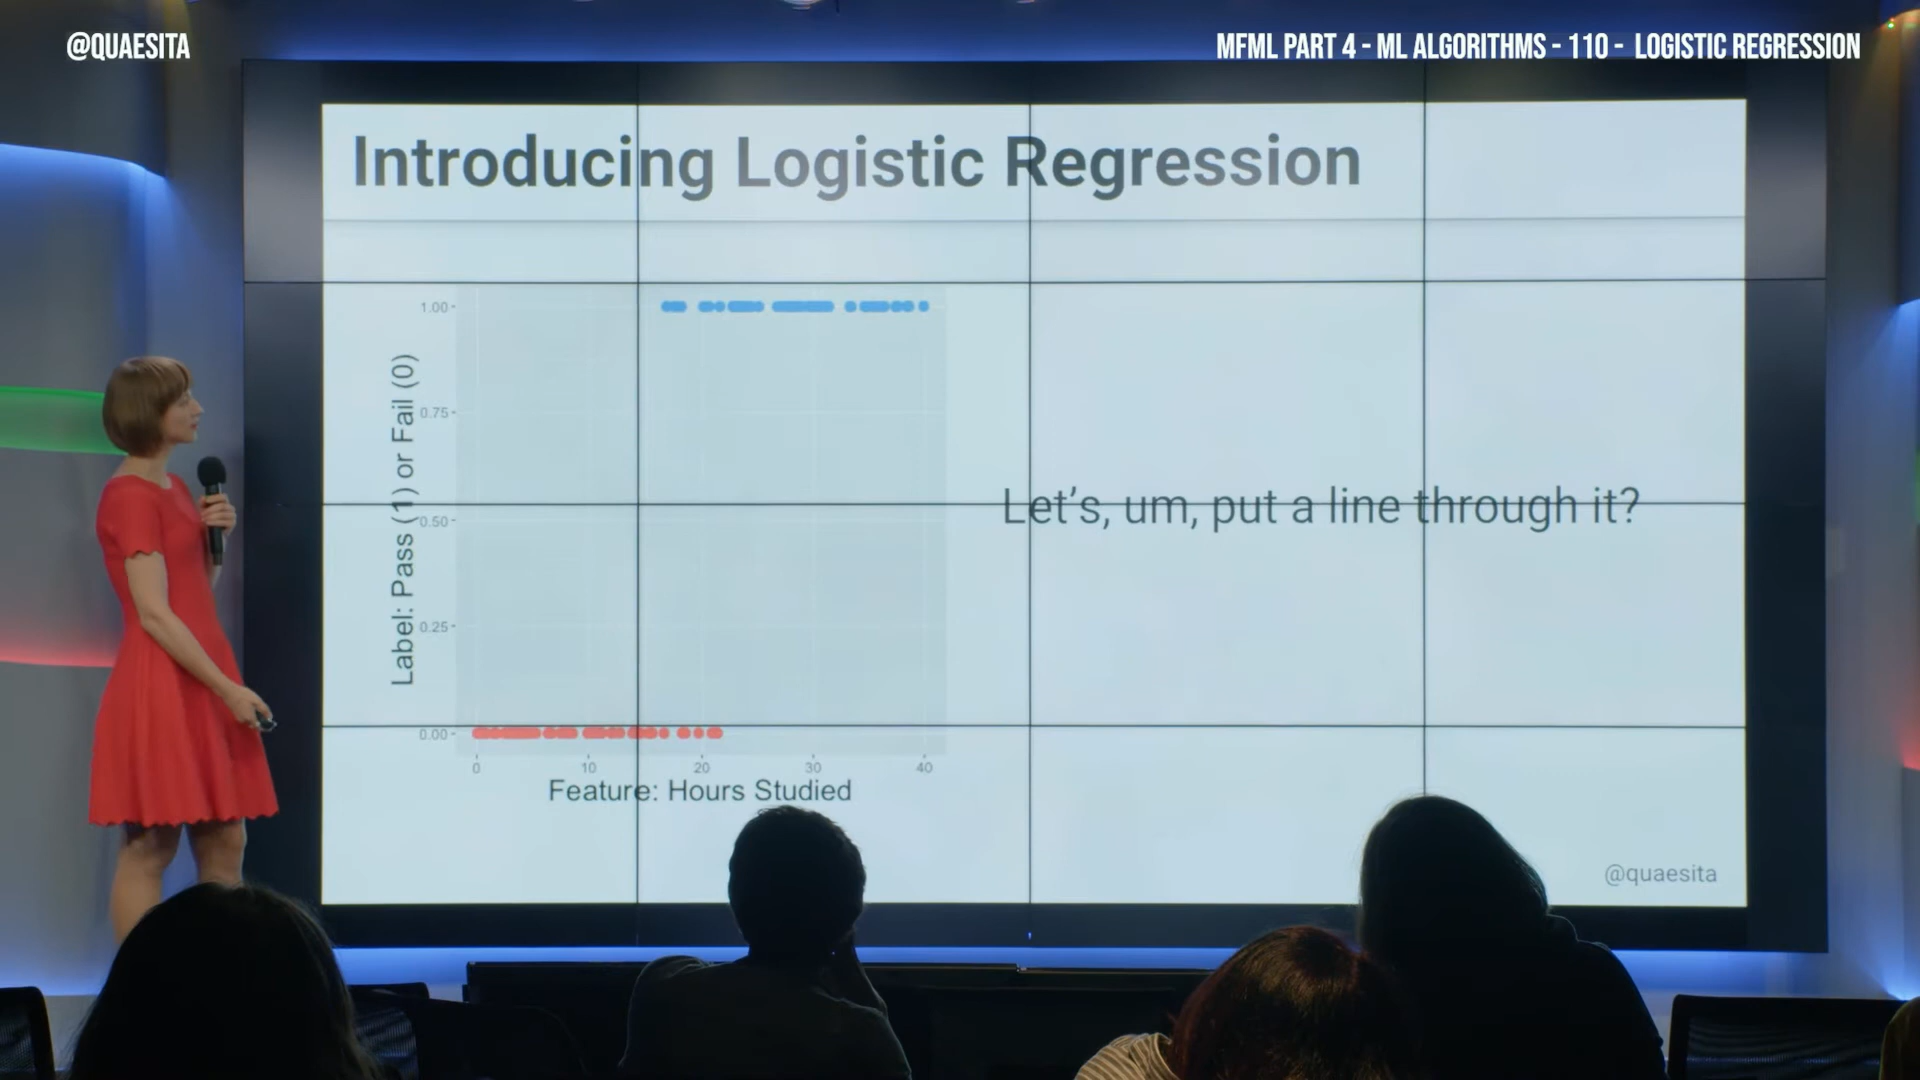 @QUAESITA
MFML PART 4 - ML ALGORITHMS - 110 - LOGISTIC REGRESSION
Introducing Logistic Regression
Label: Pass (1) or Fail (0)
1.00
0.75
0.50
0.25
0.00
0 10 20 30 40
Feature: Hours Studied
Let's, um, put a line through it?
@quaesita